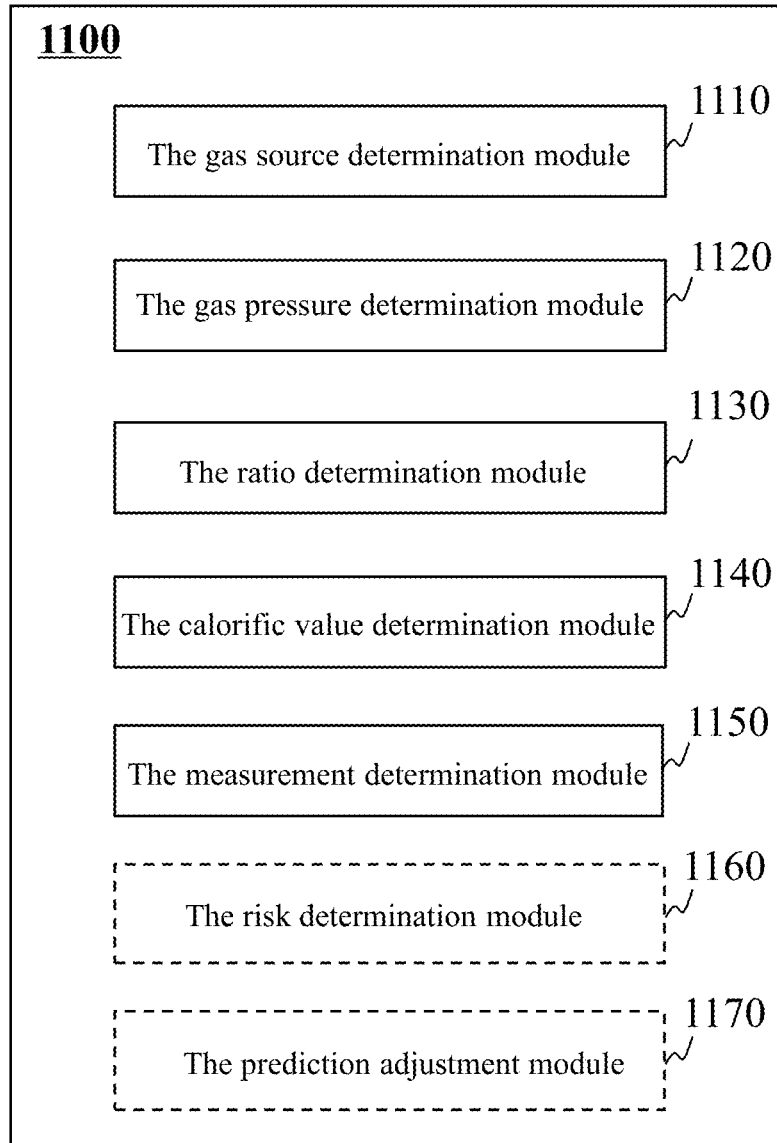 1100
1110
The gas source determination module
1120
The gas pressure determination module
1130
The ratio determination module
1140
The calorific value determination module
1150
The measurement determination module
1160
The risk determination module
1170
The prediction adjustment module